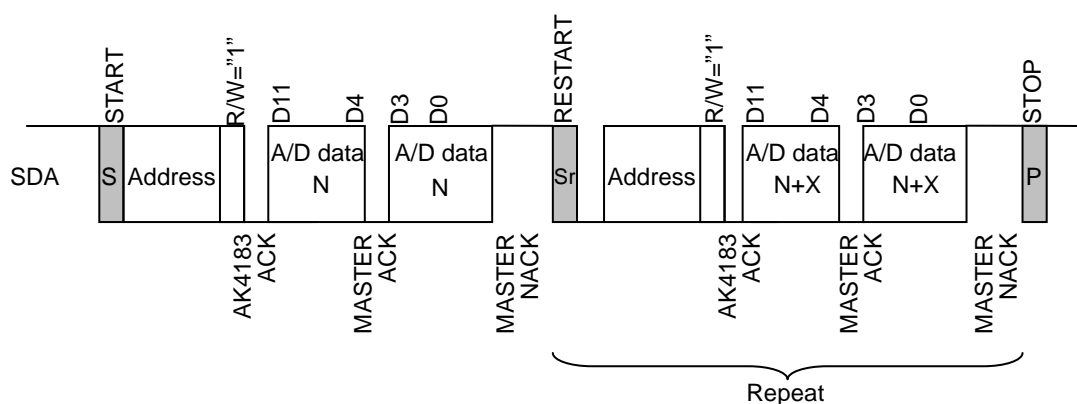 START
R/W="1"
D11
D4
D3
D0
RESTART
R/W="1"
D11
D4
D3
D0
STOP
SDA
S
Address
A/D data
N
A/D data
N
Sr
Address
A/D data
N+X
A/D data
N+X
P
AK4183
ACK
MASTER
ACK
MASTER
NACK
AK4183
ACK
MASTER
ACK
MASTER
NACK
Repeat